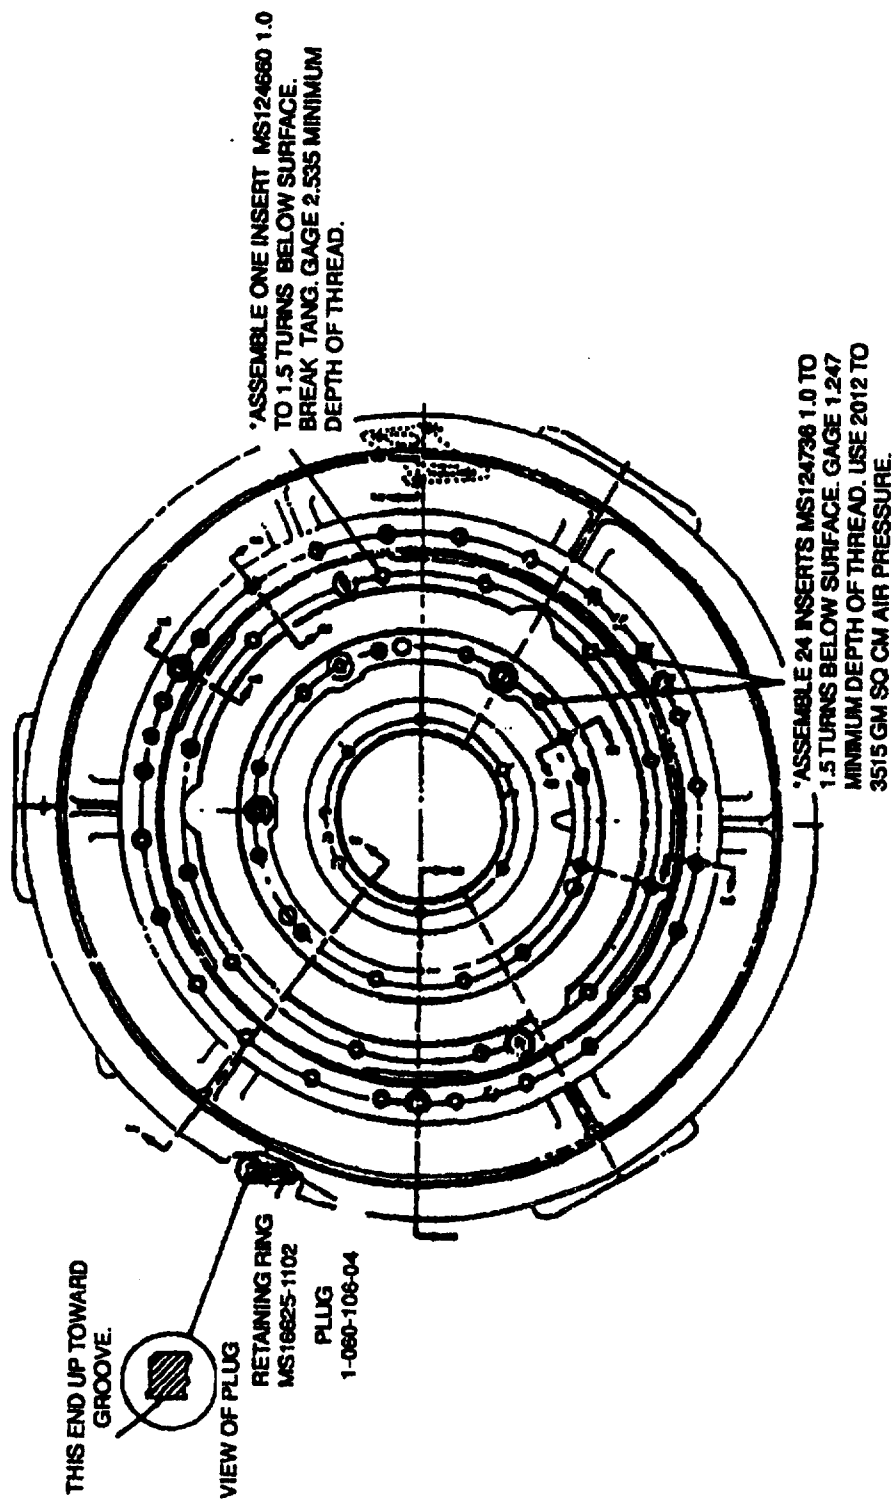 *ASSEMBLE ONE INSERT MS124660 1.0
TO 1.5 TURNS BELOW SURFACE.
BREAK TANG. GAGE 2.535 MINIMUM
DEPTH OF THREAD.
THIS END UP TOWARD
GROOVE.
VIEW OF PLUG
RETAINING RING
MS16625-1102
PLUG
1-060-106-04
*ASSEMBLE 24 INSERTS MS124736 1.0 TO
1.5 TURNS BELOW SURFACE. GAGE 1.247
MINIMUM DEPTH OF THREAD. USE 2012 TO
3515 GM SQ CM AIR PRESSURE.